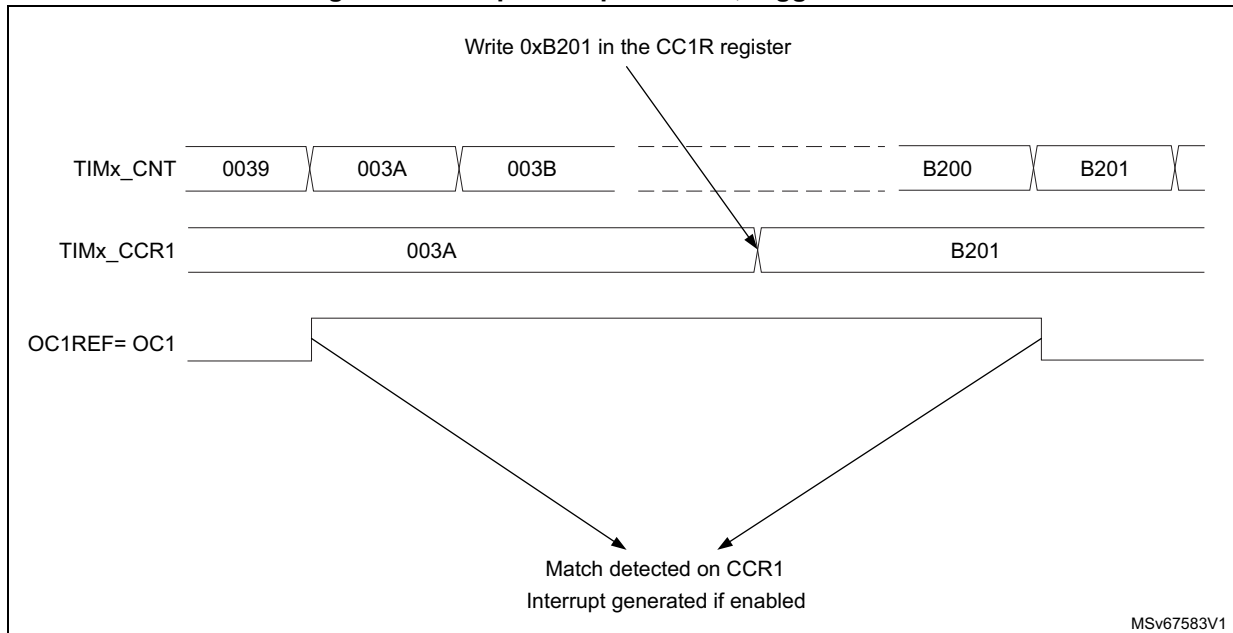 Write 0xB201 in the CC1R register
TIMx_CNT 0039 003A 003B B200 B201
TIMx_CCR1 003A B201
OC1REF= OC1
Match detected on CCR1
Interrupt generated if enabled
MSv67583V1